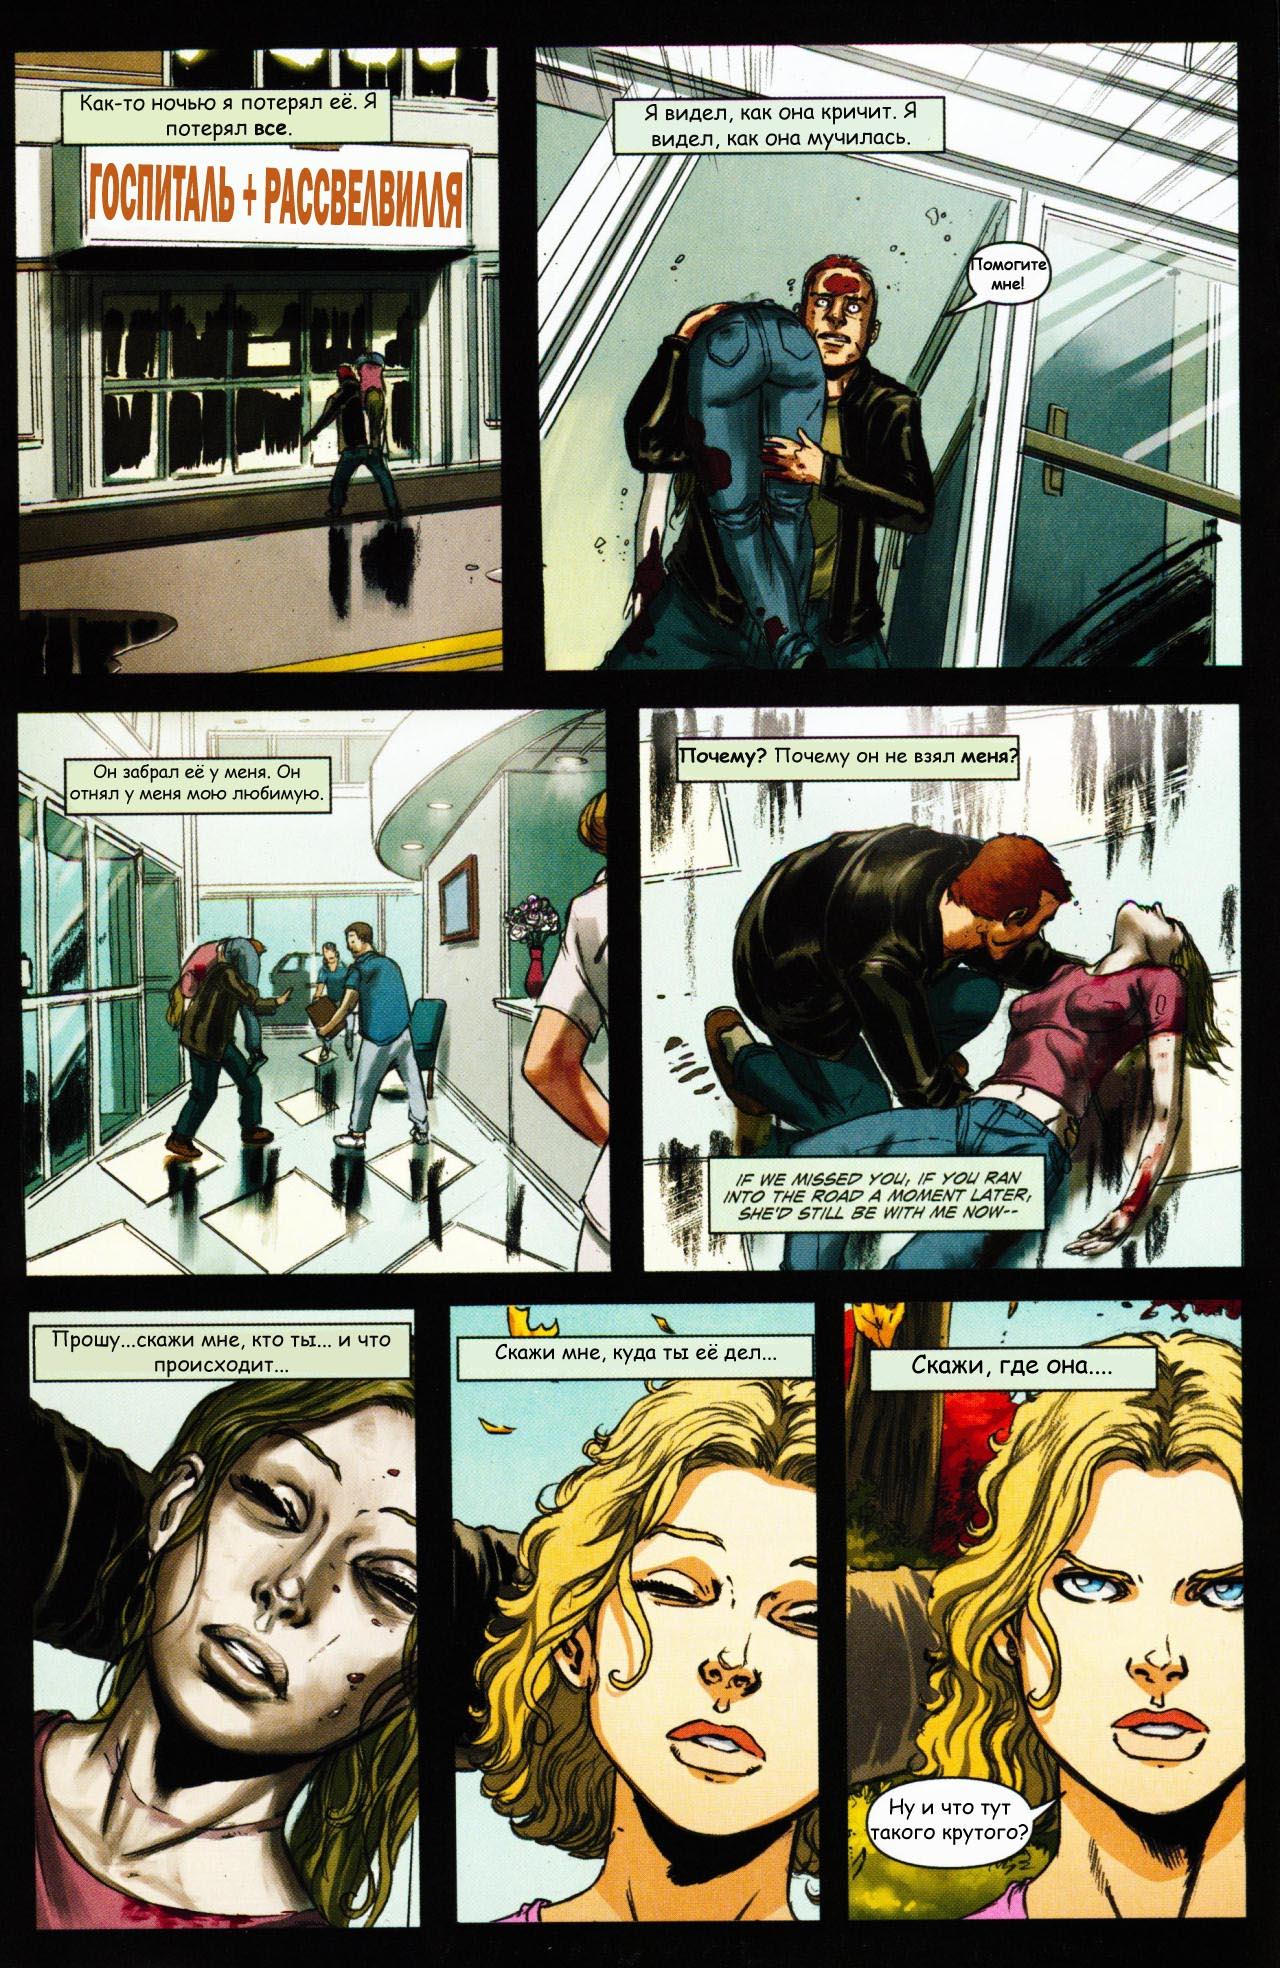 Как-то ночью я потерял её. Я
потерял все.
ГОСПИТАЛЬ + РАССВЕЛВИЛЛЯ
Я видел, как она кричит. Я
видел, как она мучилась.
Помогите
мне!
Он забрал её у меня. Он
отнял у меня мою любимую.
Почему? Почему он не взял меня?
IF WE MISSED YOU, IF YOU RAN
INTO THE ROAD A MOMENT LATER,
SHE'D STILL BE WITH ME NOW--
Прошу...скажи мне, кто ты... и что
происходит...
Скажи мне, куда ты её дел...
Скажи, где она....
Ну и что тут
такого крутого?